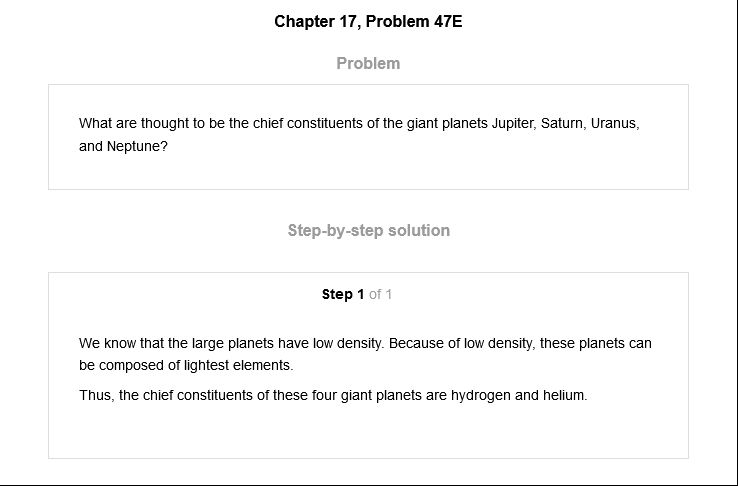 Chapter 17, Problem 47E
Problem
What are thought to be the chief constituents of the giant planets Jupiter, Saturn, Uranus,
and Neptune?
Step-by-step solution
Step 1 of 1
We know that the large planets have low density. Because of low density, these planets can
be composed of lightest elements.
Thus, the chief constituents of these four giant planets are hydrogen and helium.